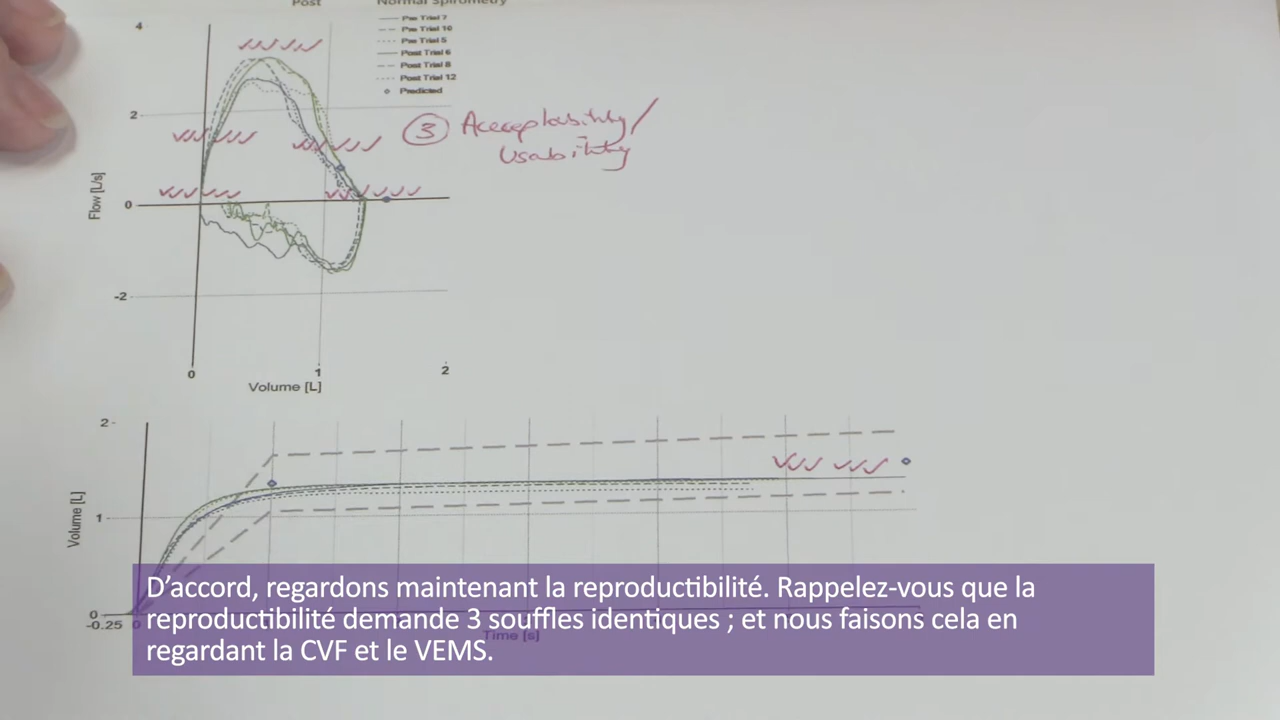 Post Normal Spirometry
4
Pre Trial 7
Pre Trial 10
Pre Trial 5
Post Trial 6
Post Trial 8
Post Trial 12
Predicted
2
3 Acceptability/
Usability
Flow [L/s]
0
-2
0 1 2
Volume [L]
2
Volume [L]
1
0
-0.25 0
Time [s]
D’accord, regardons maintenant la reproductibilité. Rappelez-vous que la
reproductibilité demande 3 souffles identiques ; et nous faisons cela en
regardant la CVF et le VEMS.